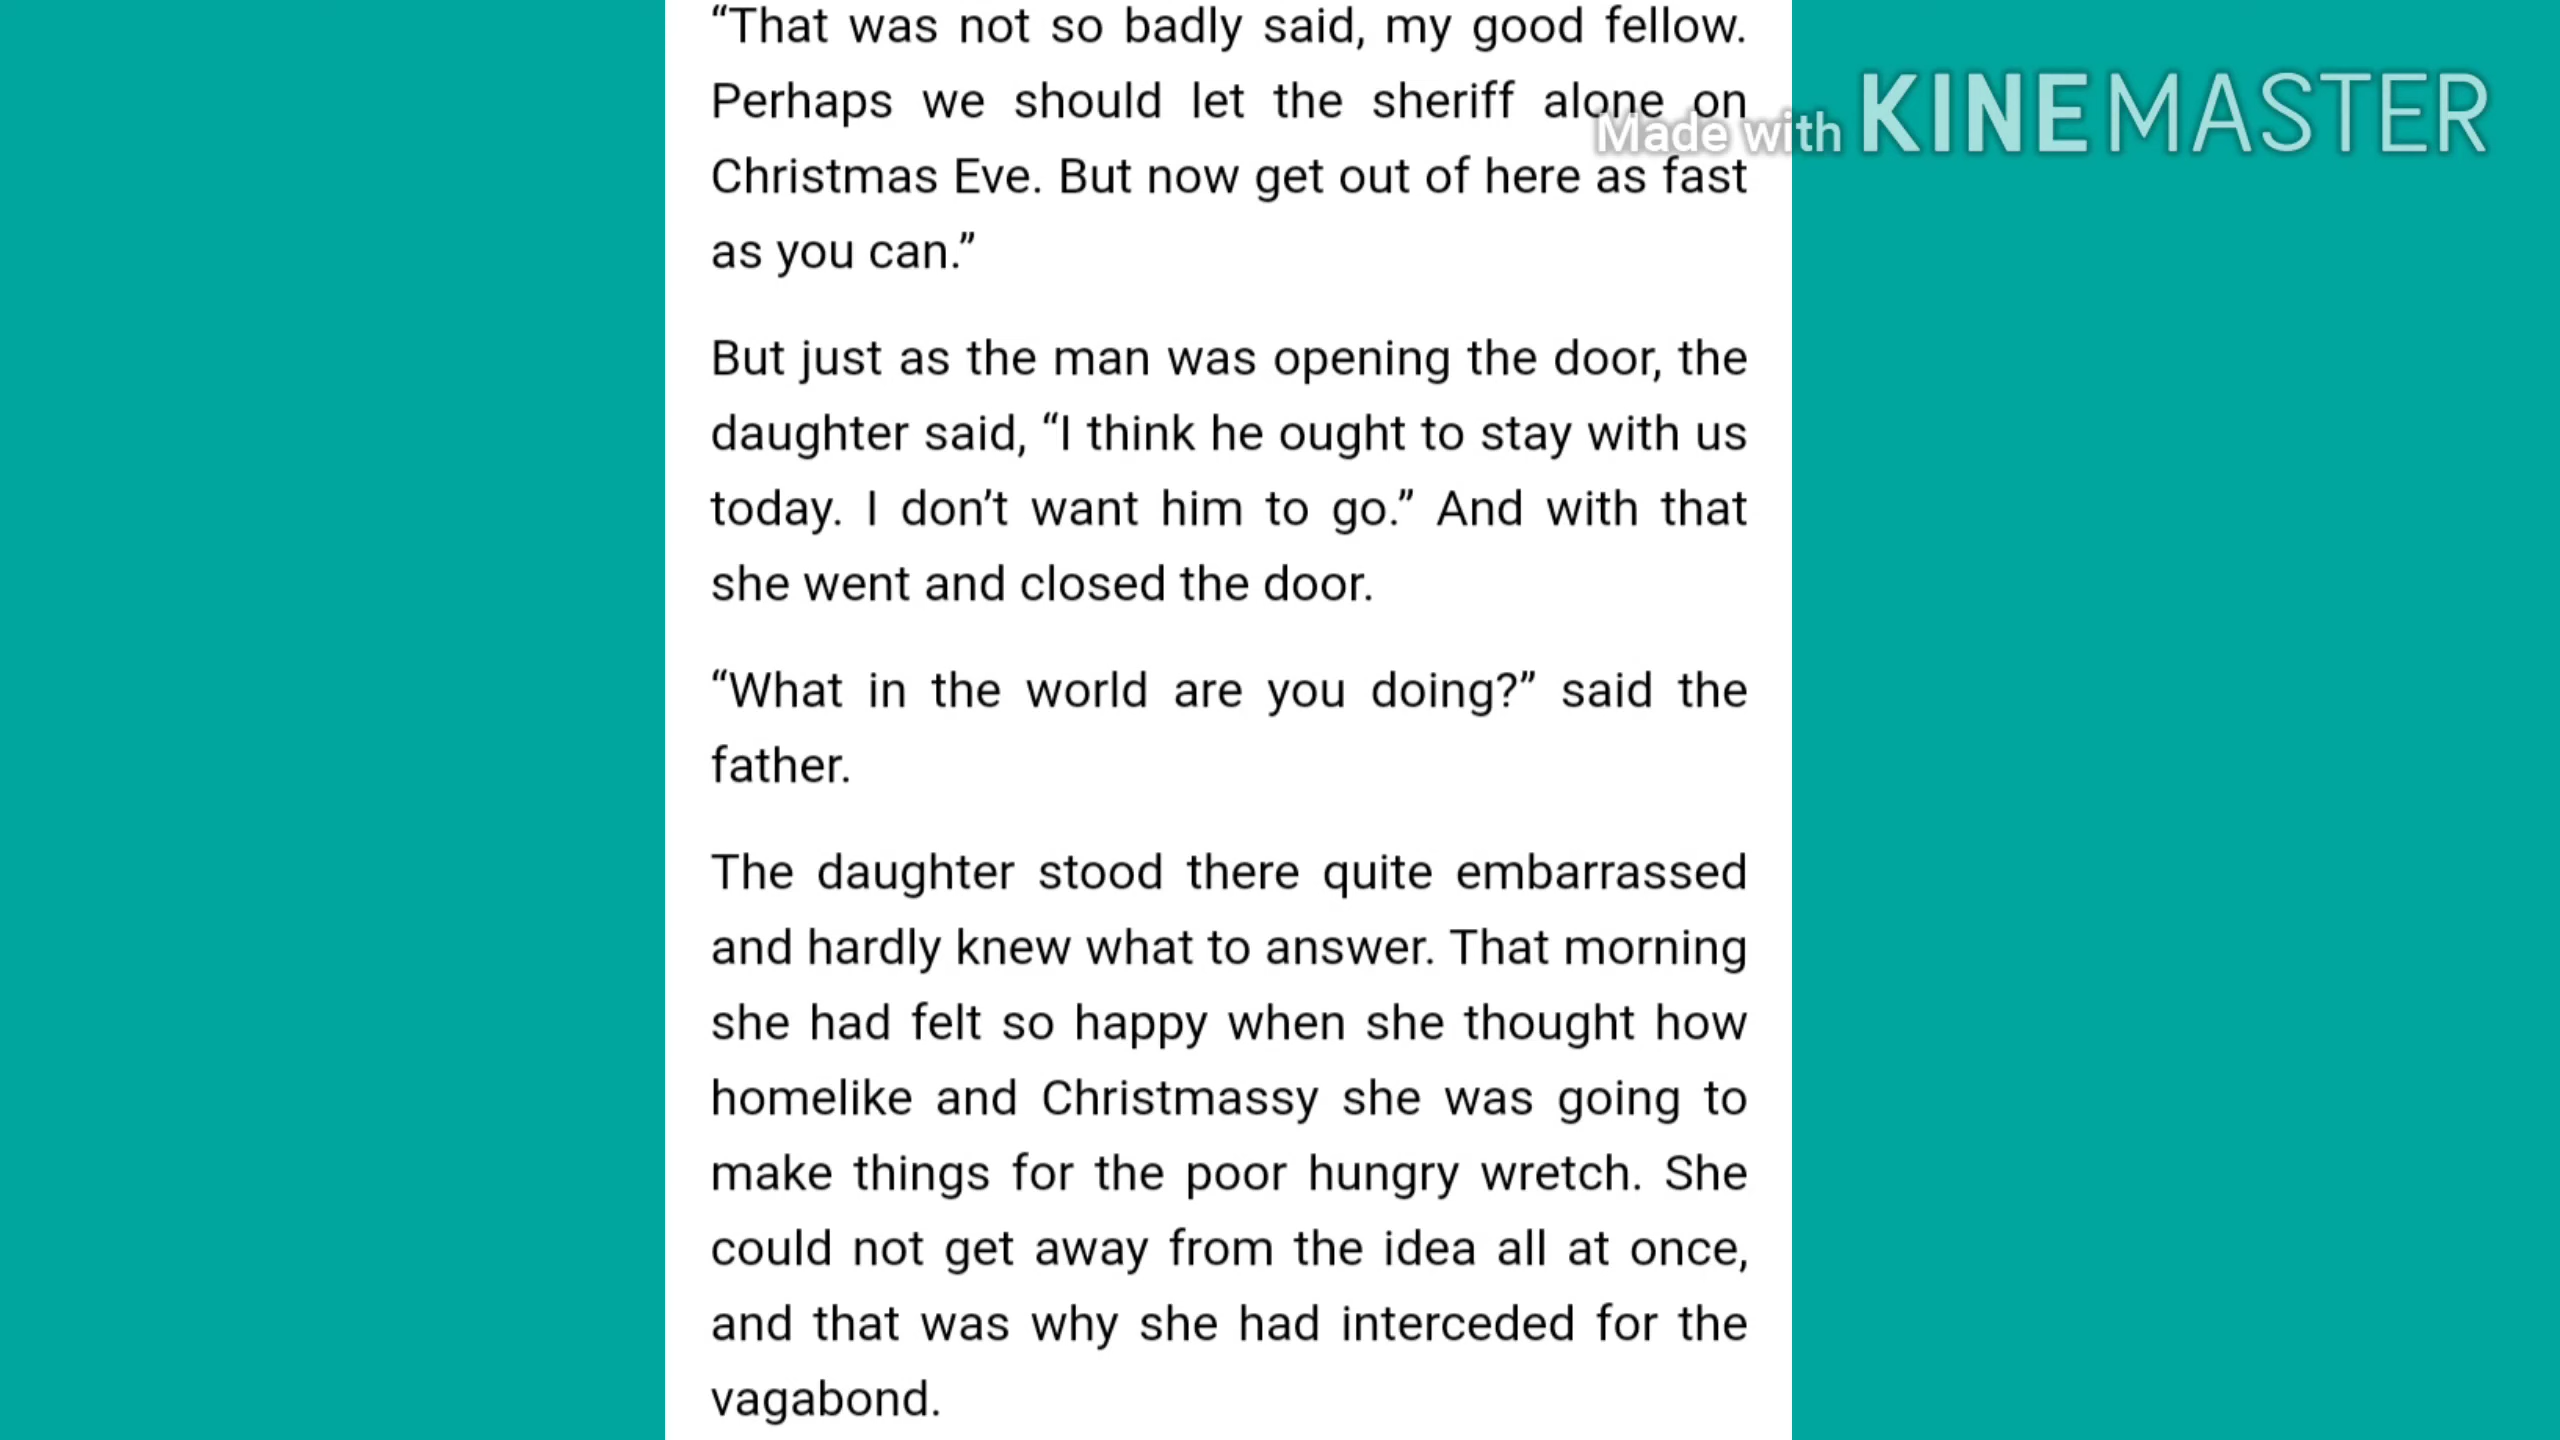 “That was not so badly said, my good fellow.
Perhaps we should let the sheriff alone on
Made with KINEMASTER
Christmas Eve. But now get out of here as fast
as you can.”
But just as the man was opening the door, the
daughter said, “I think he ought to stay with us
today. I don’t want him to go.” And with that
she went and closed the door.
“What in the world are you doing?” said the
father.
The daughter stood there quite embarrassed
and hardly knew what to answer. That morning
she had felt so happy when she thought how
homelike and Christmassy she was going to
make things for the poor hungry wretch. She
could not get away from the idea all at once,
and that was why she had interceded for the
vagabond.